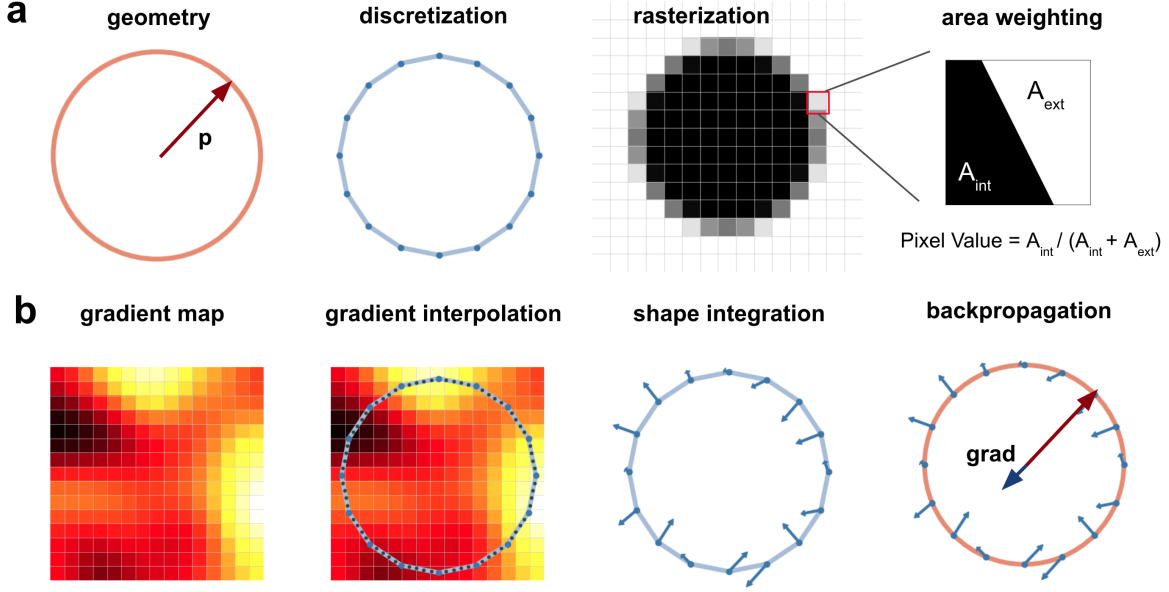 a
geometry
discretization
rasterization
area weighting
p
A_ext
A_int
Pixel Value = A_int / (A_int + A_ext)
b
gradient map
gradient interpolation
shape integration
backpropagation
grad